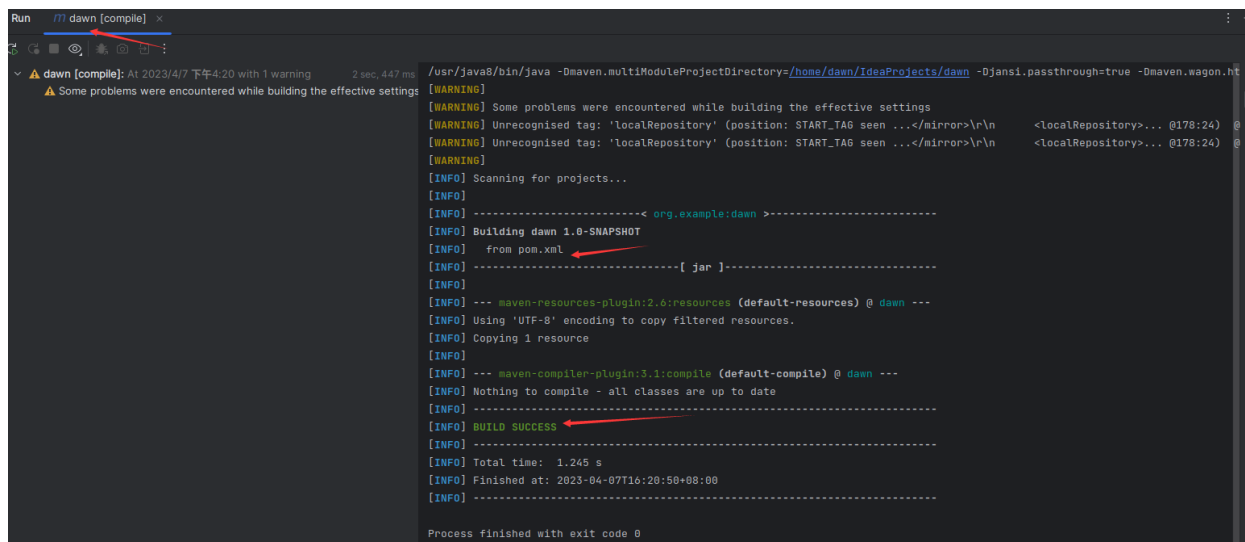 Run m dawn [compile] ×
dawn [compile]: At 2023/4/7 下午4:20 with 1 warning 2 sec, 447 ms
Some problems were encountered while building the effective settings
/usr/java8/bin/java -Dmaven.multiModuleProjectDirectory=/home/dawn/IdeaProjects/dawn -Djansi.passthrough=true -Dmaven.wagon.ht
[WARNING]
[WARNING] Some problems were encountered while building the effective settings
[WARNING] Unrecognised tag: 'localRepository' (position: START_TAG seen ...</mirror>\r\n      <localRepository>... @178:24)  @
[WARNING] Unrecognised tag: 'localRepository' (position: START_TAG seen ...</mirror>\r\n      <localRepository>... @178:24)  @
[WARNING]
[INFO] Scanning for projects...
[INFO]
[INFO] --------------------------< org.example:dawn >--------------------------
[INFO] Building dawn 1.0-SNAPSHOT
[INFO]   from pom.xml
[INFO] --------------------------------[ jar ]---------------------------------
[INFO]
[INFO] --- maven-resources-plugin:2.6:resources (default-resources) @ dawn ---
[INFO] Using 'UTF-8' encoding to copy filtered resources.
[INFO] Copying 1 resource
[INFO]
[INFO] --- maven-compiler-plugin:3.1:compile (default-compile) @ dawn ---
[INFO] Nothing to compile - all classes are up to date
[INFO] ------------------------------------------------------------------------
[INFO] BUILD SUCCESS
[INFO] ------------------------------------------------------------------------
[INFO] Total time:  1.245 s
[INFO] Finished at: 2023-04-07T16:20:50+08:00
[INFO] ------------------------------------------------------------------------
Process finished with exit code 0